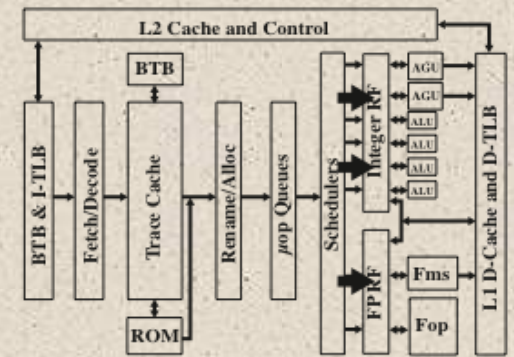 L2 Cache and Control
BTB
BTB & I-TLB
Fetch/Decode
Trace Cache
ROM
Rename/Alloc
µop Queues
Schedulers
Integer RF
FP RF
AGU
AGU
ALU
ALU
ALU
ALU
Fms
Fop
L1 D-Cache and D-TLB